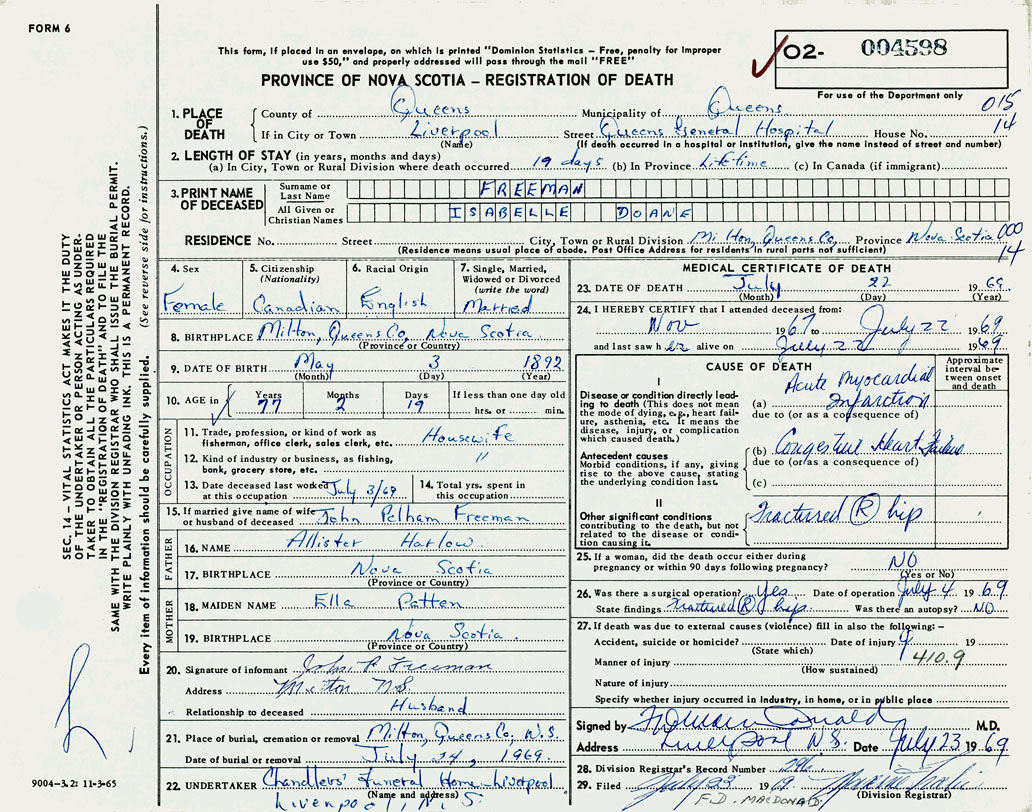 FORM 6
This form, if placed in an envelope, on which is printed "Dominion Statistics – Free, penalty for improper
use $50," and properly addressed will pass through the mail "FREE"
PROVINCE OF NOVA SCOTIA – REGISTRATION OF DEATH
02- 004598
For use of the Department only
015
14
1. PLACE OF DEATH
County of Queens Municipality of Queens
If in City or Town Liverpool Street Queens General Hospital House No.
(Name) (If death occurred in a hospital or institution, give the name instead of street and number)
2. LENGTH OF STAY (in years, months and days)
(a) In City, Town or Rural Division where death occurred 19 days (b) In Province Lifetime (c) In Canada (if immigrant)
3. PRINT NAME OF DECEASED
Surname or Last Name FREEMAN
All Given or Christian Names ISABELLE DOANE
RESIDENCE No. Street City, Town or Rural Division Milton, Queens Co, Province Nova Scotia
(Residence means usual place of abode. Post Office Address for residents in rural parts not sufficient)
000
14
4. Sex Female
5. Citizenship (Nationality) Canadian
6. Racial Origin English
7. Single, Married, Widowed or Divorced (write the word) Married
8. BIRTHPLACE Milton, Queens Co, Nova Scotia
(Province or Country)
9. DATE OF BIRTH May 3 1892
(Month) (Day) (Year)
10. AGE in Years 77 Months 2 Days 19 If less than one day old hrs. or min.
OCCUPATION
11. Trade, profession, or kind of work as fisherman, office clerk, sales clerk, etc. Housewife
12. Kind of industry or business, as fishing, bank, grocery store, etc. "
13. Date deceased last worked at this occupation July 3/69
14. Total yrs. spent in this occupation
15. If married give name of wife or husband of deceased John Pelham Freeman
FATHER
16. NAME Allister Harlow
17. BIRTHPLACE Nova Scotia
(Province or Country)
MOTHER
18. MAIDEN NAME Ella Patten
19. BIRTHPLACE Nova Scotia
(Province or Country)
20. Signature of informant John P. Freeman
Address Milton N.S.
Relationship to deceased Husband
21. Place of burial, cremation or removal Milton, Queens Co, N.S.
Date of burial or removal July 24, 1969
22. UNDERTAKER Chandlers' Funeral Home-Liverpool
(Name and address) Liverpool, N.S.
MEDICAL CERTIFICATE OF DEATH
23. DATE OF DEATH July 22 1969
(Month) (Day) (Year)
24. I HEREBY CERTIFY that I attended deceased from:
Nov 1967 to July 22 1969
and last saw her alive on July 22 1969
CAUSE OF DEATH
Approximate interval between onset and death
I
Disease or condition directly leading to death (This does not mean the mode of dying, e.g., heart failure, asthenia, etc. It means the disease, injury, or complication which caused death.)
(a) Acute Myocardial Infarction
due to (or as a consequence of)
Antecedent causes
Morbid conditions, if any, giving rise to the above cause, stating the underlying condition last.
(b) Congestive Heart Failure
due to (or as a consequence of)
(c)
II
Other significant conditions contributing to the death, but not related to the disease or condition causing it.
Fractured R hip
25. If a woman, did the death occur either during pregnancy or within 90 days following pregnancy? NO
(Yes or No)
26. Was there a surgical operation? Yes Date of operation July 4 1969
State findings Fractured R hip Was there an autopsy? NO
27. If death was due to external causes (violence) fill in also the following:–
Accident, suicide or homicide? Date of injury 19
(State which)
Manner of injury 410.9
(How sustained)
Nature of injury
Specify whether injury occurred in industry, in home, or in public place
Signed by M.D.
Address Liverpool N.S. Date July 23 1969
28. Division Registrar's Record Number
29. Filed July 19
(Division Registrar)
F.D. MACDONALD
SEC. 14 – VITAL STATISTICS ACT MAKES IT THE DUTY
OF THE UNDERTAKER OR PERSON ACTING AS UNDER-
TAKER TO OBTAIN ALL THE PARTICULARS REQUIRED
IN THE "REGISTRATION OF DEATH" AND TO FILE THE
SAME WITH THE DIVISION REGISTRAR WHO SHALL ISSUE THE BURIAL PERMIT.
WRITE PLAINLY WITH UNFADING INK. THIS IS A PERMANENT RECORD.
Every item of information should be carefully supplied. (See reverse side for instructions.)
9004–3.2: 11-3-65